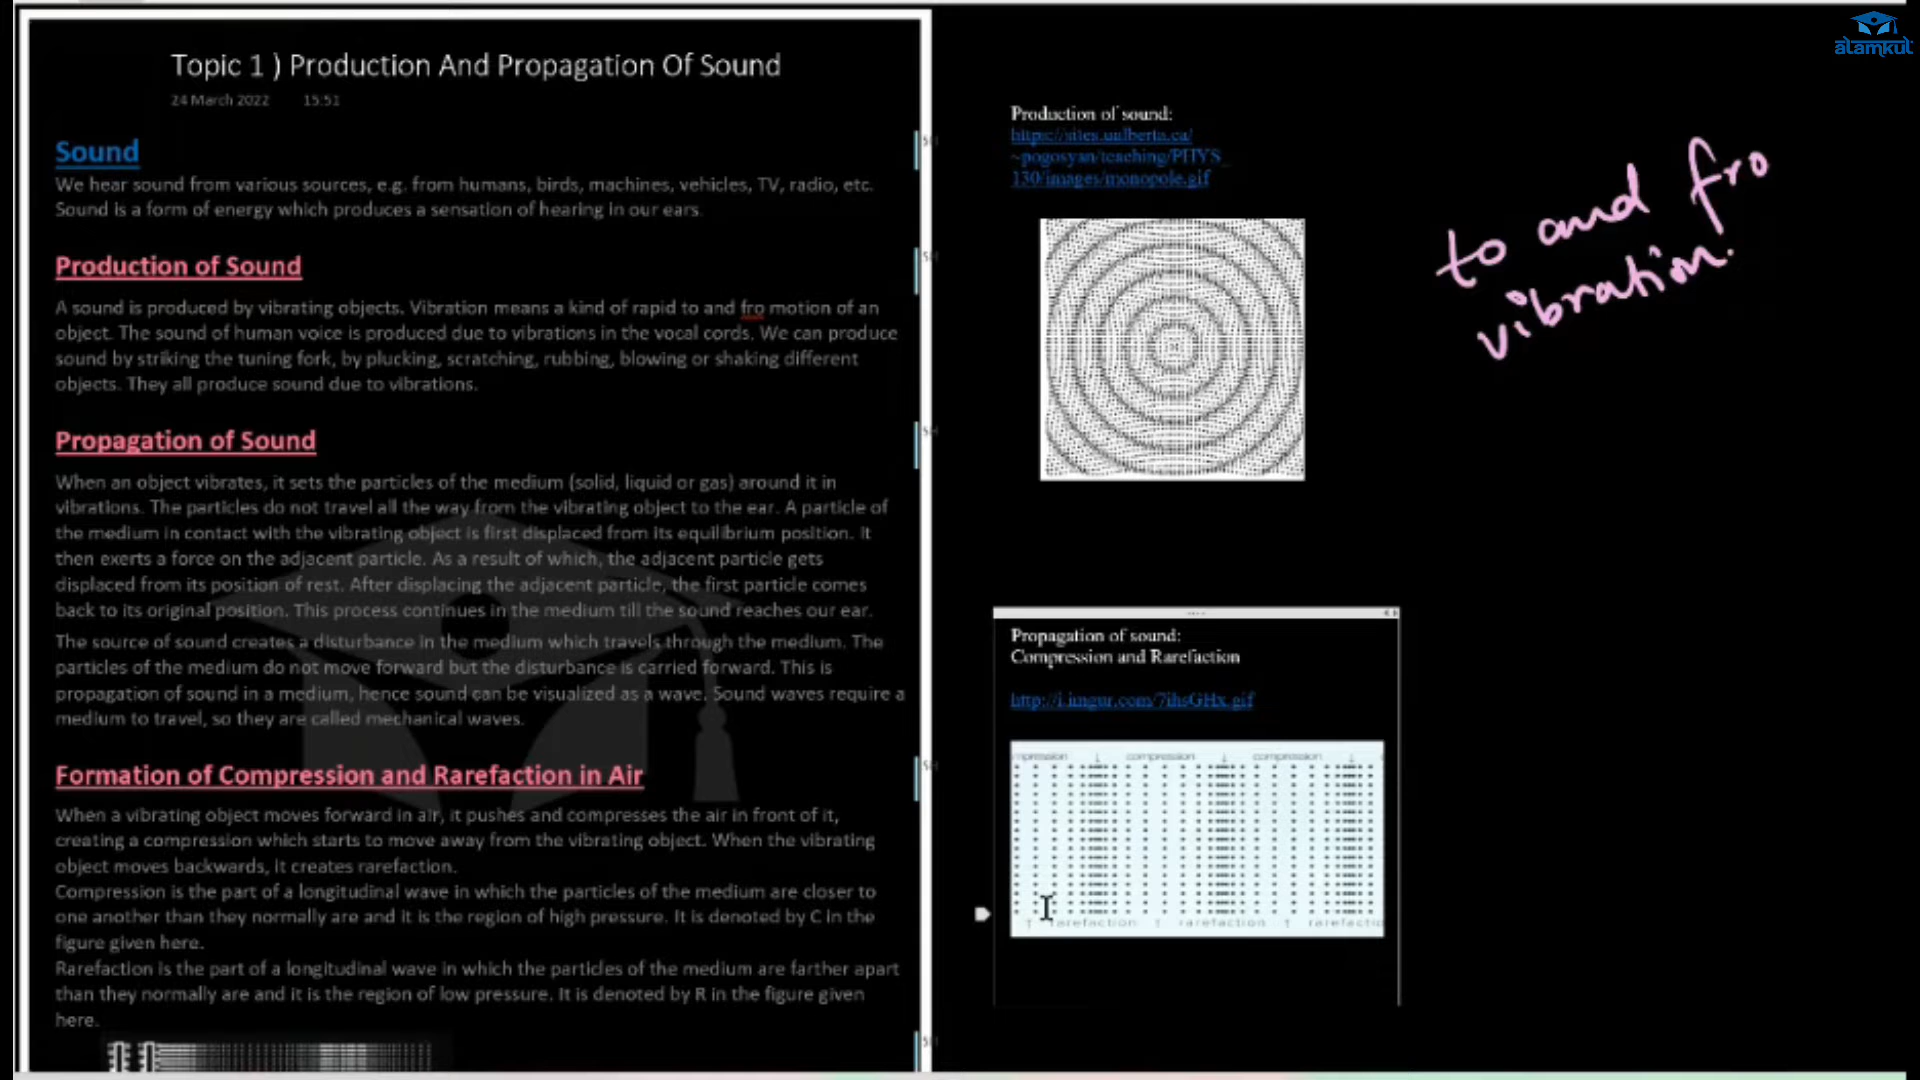 Topic 1 ) Production And Propagation Of Sound
24 March 2022 15:51
Sound
We hear sound from various sources, e.g. from humans, birds, machines, vehicles, TV, radio, etc.
Sound is a form of energy which produces a sensation of hearing in our ears.
Production of Sound
A sound is produced by vibrating objects. Vibration means a kind of rapid to and fro motion of an
object. The sound of human voice is produced due to vibrations in the vocal cords. We can produce
sound by striking the tuning fork, by plucking, scratching, rubbing, blowing or shaking different
objects. They all produce sound due to vibrations.
Propagation of Sound
When an object vibrates, it sets the particles of the medium (solid, liquid or gas) around it in
vibrations. The particles do not travel all the way from the vibrating object to the ear. A particle of
the medium in contact with the vibrating object is first displaced from its equilibrium position. It
then exerts a force on the adjacent particle. As a result of which, the adjacent particle gets
displaced from its position of rest. After displacing the adjacent particle, the first particle comes
back to its original position. This process continues in the medium till the sound reaches our ear.
The source of sound creates a disturbance in the medium which travels through the medium. The
particles of the medium do not move forward but the disturbance is carried forward. This is
propagation of sound in a medium, hence sound can be visualized as a wave. Sound waves require a
medium to travel, so they are called mechanical waves.
Formation of Compression and Rarefaction in Air
When a vibrating object moves forward in air, it pushes and compresses the air in front of it,
creating a compression which starts to move away from the vibrating object. When the vibrating
object moves backwards, it creates rarefaction.
Compression is the part of a longitudinal wave in which the particles of the medium are closer to
one another than they normally are and it is the region of high pressure. It is denoted by C in the
figure given here.
Rarefaction is the part of a longitudinal wave in which the particles of the medium are farther apart
than they normally are and it is the region of low pressure. It is denoted by R in the figure given
here.
Production of sound:
https://sites.ualberta.ca/
~pogosyan/teaching/PHYS_
130/images/monopole.gif
to and fro
vibration.
Propagation of sound:
Compression and Rarefaction
http://i.imgur.com/7ihsGHx.gif
mpression compression compression
rarefaction rarefaction rarefactio
alamkul